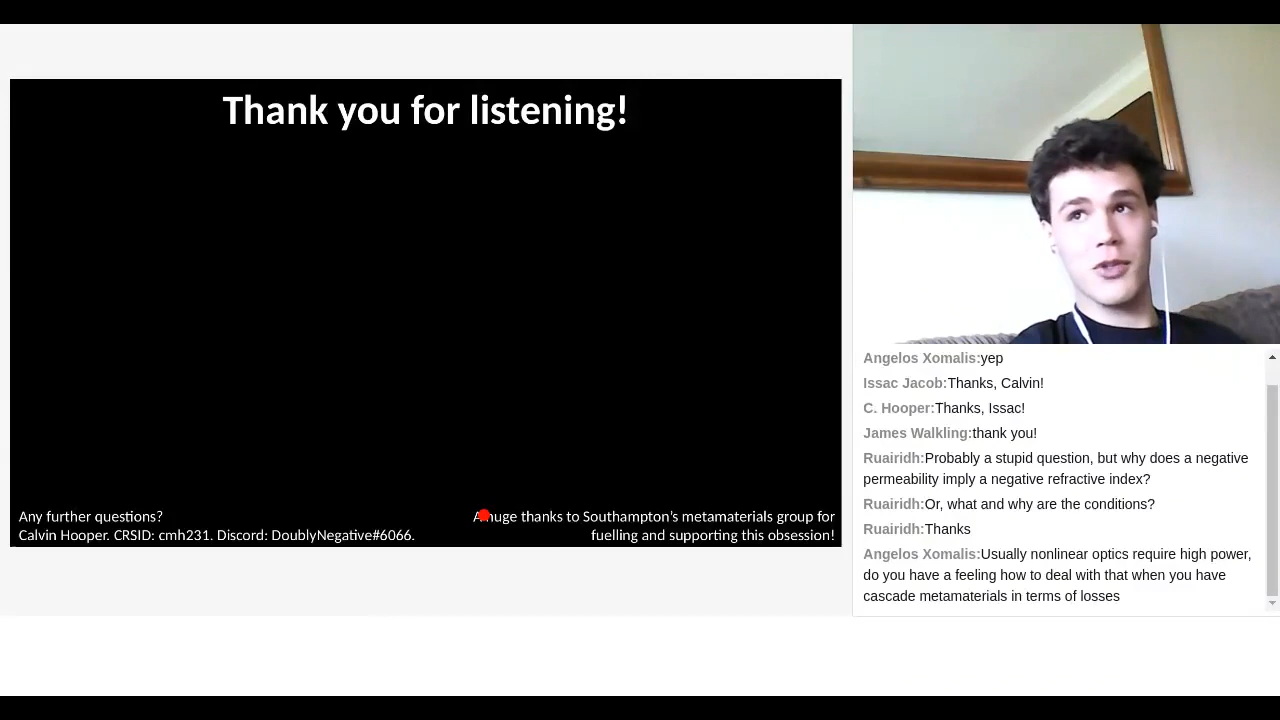 Thank you for listening!
Any further questions?
Calvin Hooper. CRSID: cmh231. Discord: DoublyNegative#6066.
A huge thanks to Southampton's metamaterials group for
fuelling and supporting this obsession!
Angelos Xomalis:yep
Issac Jacob:Thanks, Calvin!
C. Hooper:Thanks, Issac!
James Walkling:thank you!
Ruairidh:Probably a stupid question, but why does a negative
permeability imply a negative refractive index?
Ruairidh:Or, what and why are the conditions?
Ruairidh:Thanks
Angelos Xomalis:Usually nonlinear optics require high power,
do you have a feeling how to deal with that when you have
cascade metamaterials in terms of losses